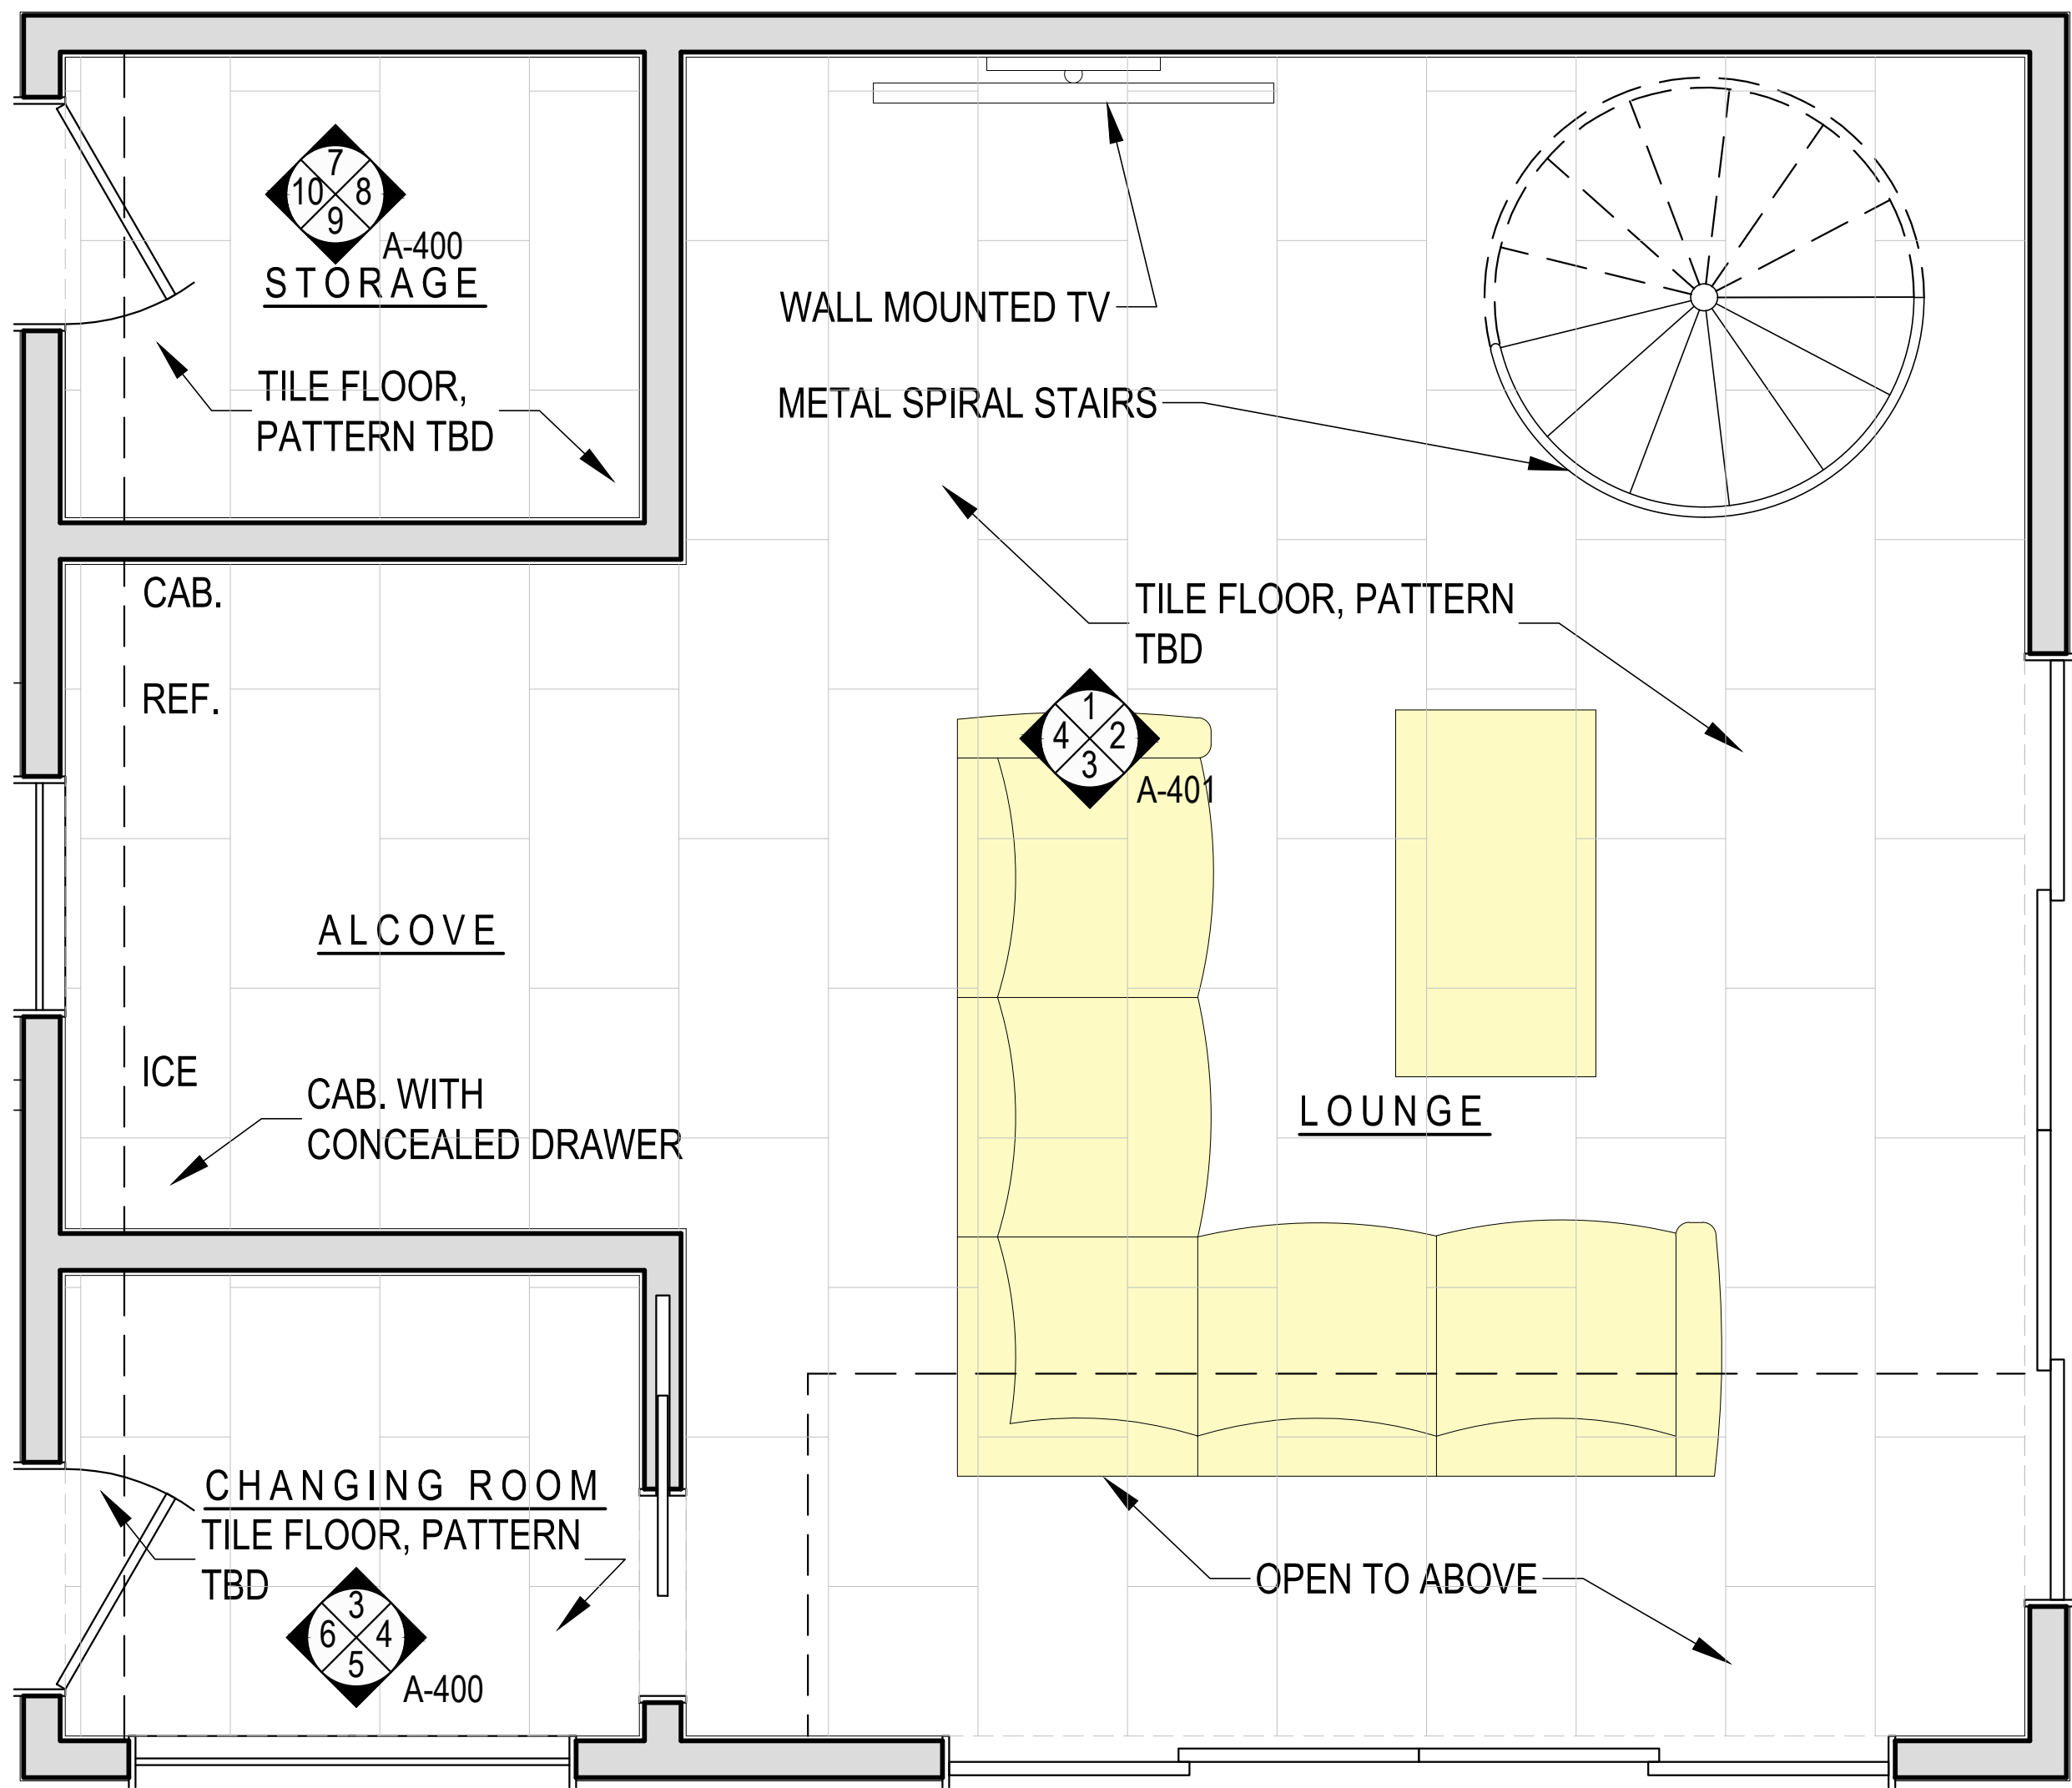 7
10 8
9
A-400
STORAGE
TILE FLOOR,
PATTERN TBD
WALL MOUNTED TV
METAL SPIRAL STAIRS
CAB.
REF.
TILE FLOOR, PATTERN
TBD
1
4 2
3
A-401
ALCOVE
ICE
CAB. WITH
CONCEALED DRAWER
LOUNGE
CHANGING ROOM
TILE FLOOR, PATTERN
TBD
3
6 4
5
A-400
OPEN TO ABOVE